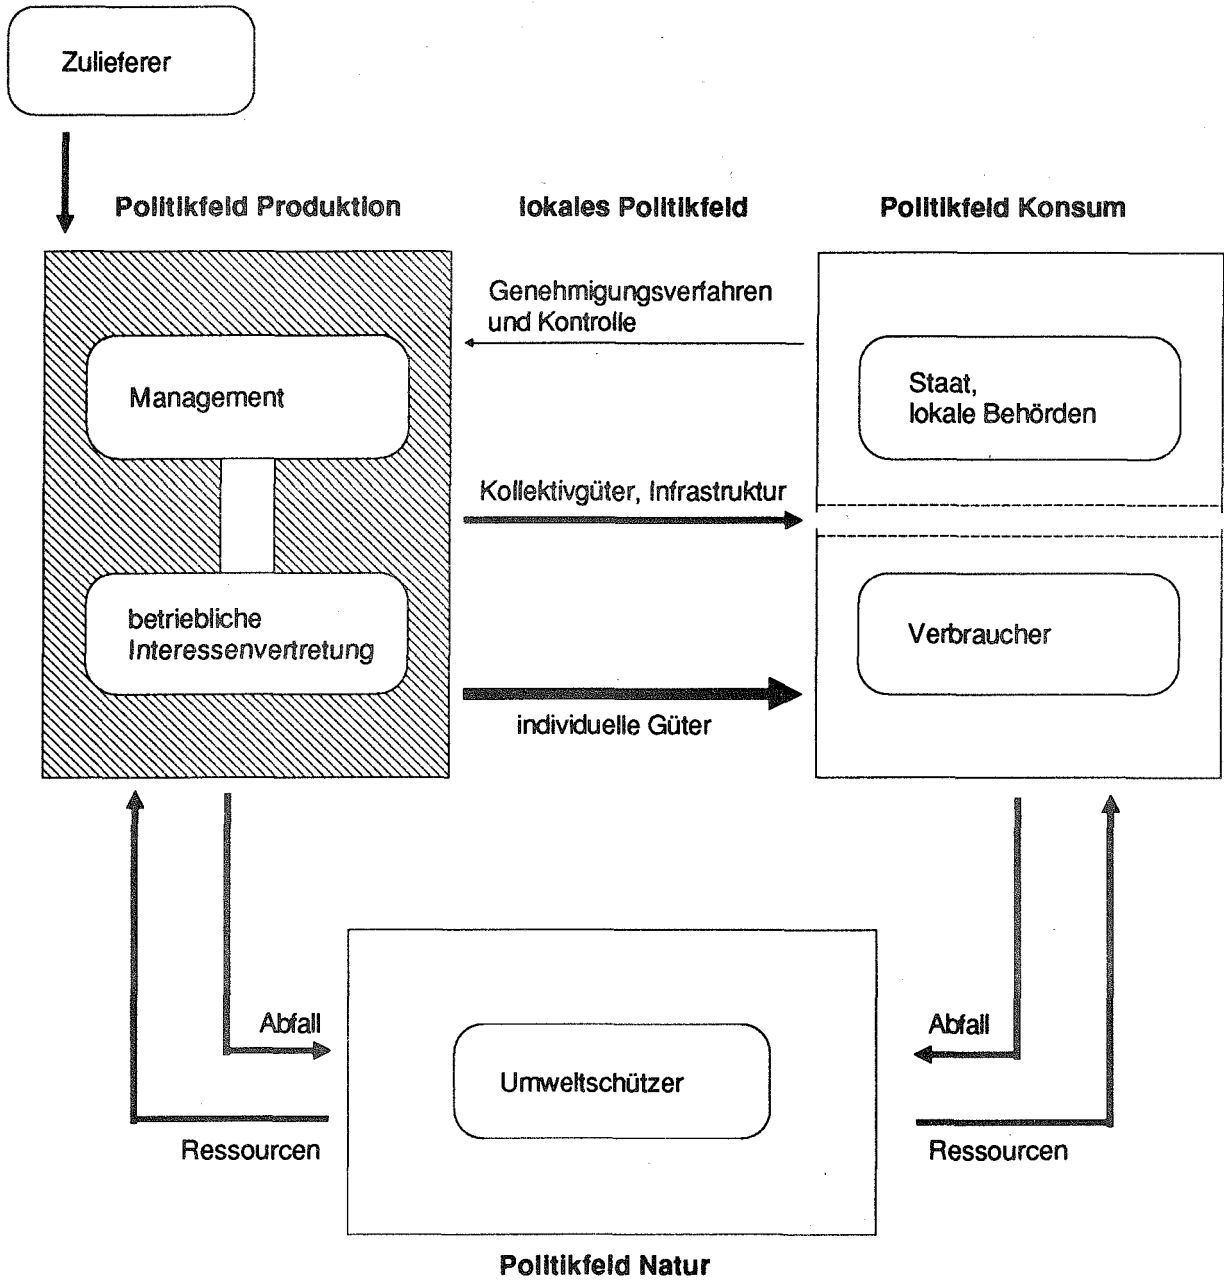 Zulieferer
Politikfeld Produktion
lokales Politikfeld
Politikfeld Konsum
Genehmigungsverfahren
und Kontrolle
Management
Staat,
lokale Behörden
Kollektivgüter, Infrastruktur
betriebliche
Interessenvertretung
Verbraucher
individuelle Güter
Abfall
Abfall
Umweltschützer
Ressourcen
Ressourcen
Politikfeld Natur